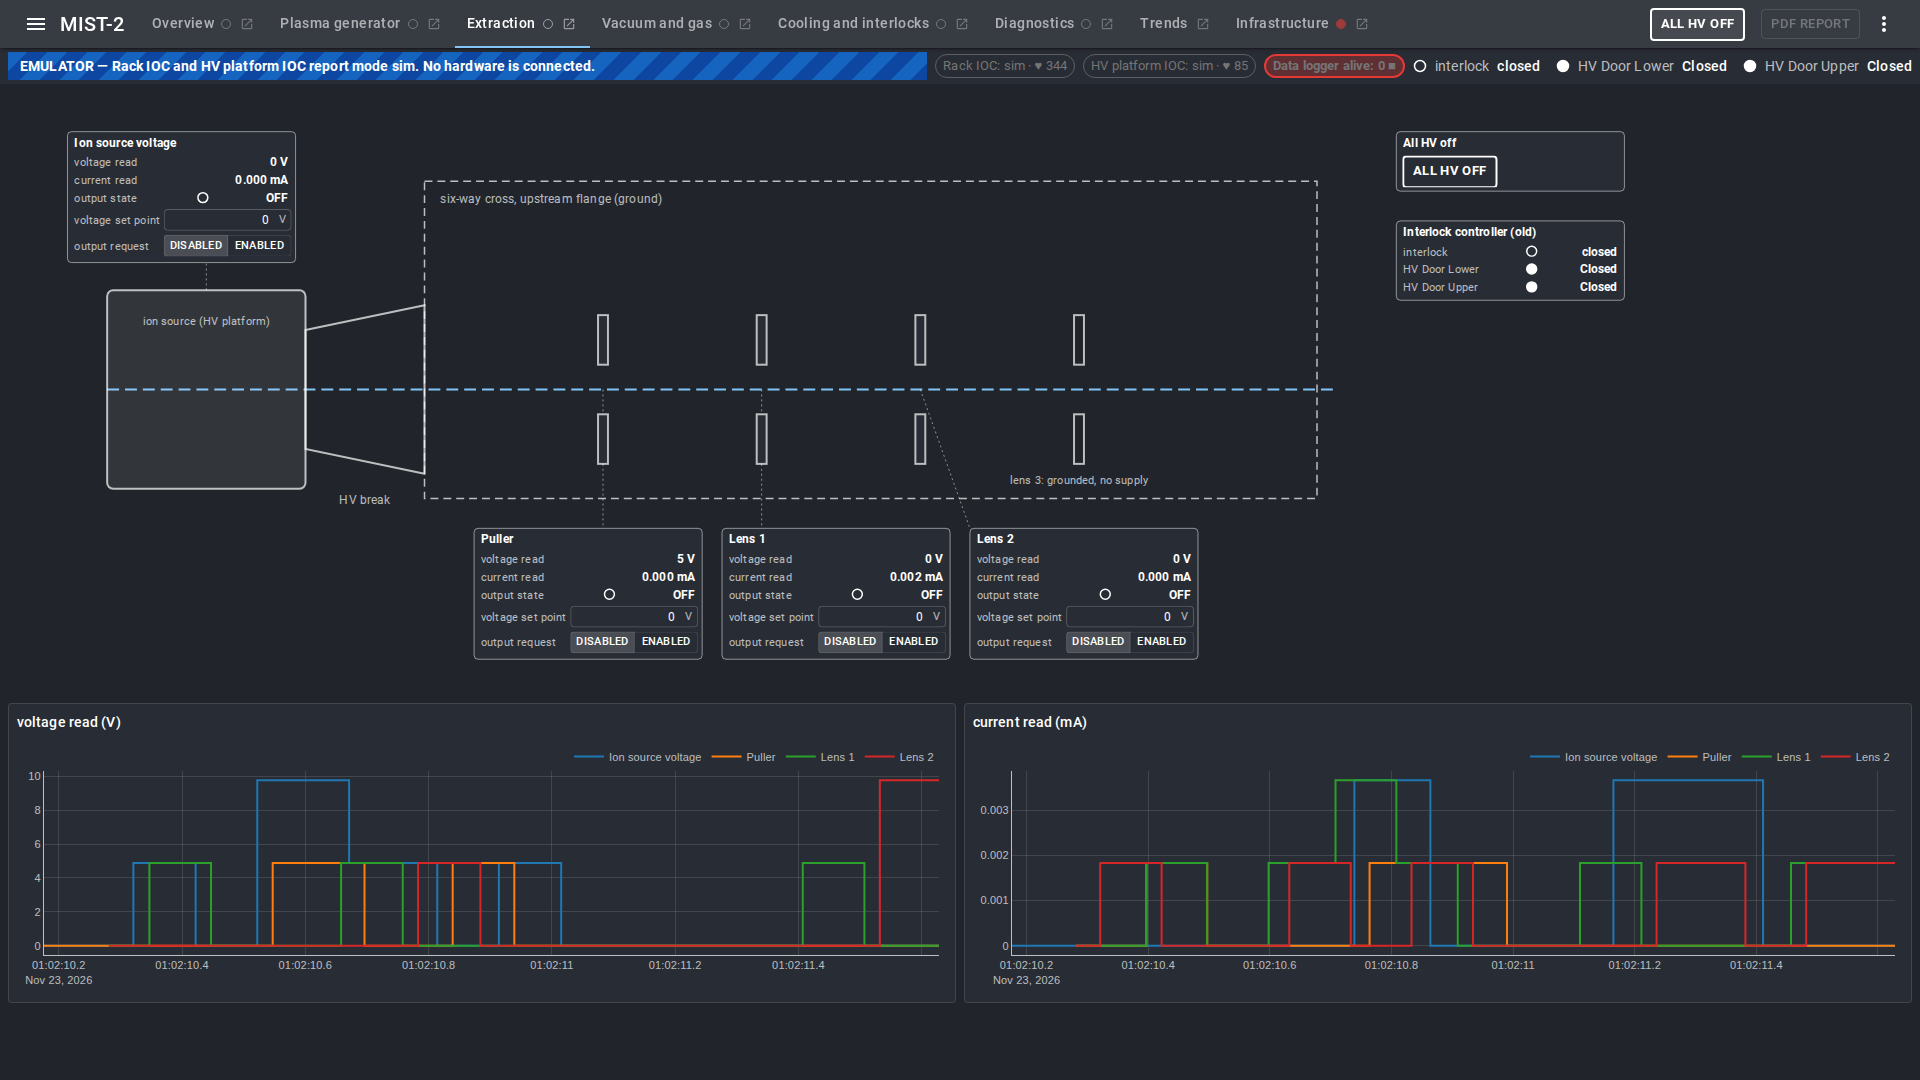 MIST-2 Overview Plasma generator Extraction Vacuum and gas Cooling and interlocks Diagnostics Trends Infrastructure ALL HV OFF PDF REPORT
EMULATOR — Rack IOC and HV platform IOC report mode sim. No hardware is connected. Rack IOC: sim · ♥ 344 HV platform IOC: sim · ♥ 85 Data logger alive: 0 ■ interlock closed HV Door Lower Closed HV Door Upper Closed
Ion source voltage
voltage read 0 V
current read 0.000 mA
output state OFF
voltage set point 0 V
output request DISABLED ENABLED
All HV off
ALL HV OFF
six-way cross, upstream flange (ground)
Interlock controller (old)
interlock closed
HV Door Lower Closed
HV Door Upper Closed
ion source (HV platform)
HV break
lens 3: grounded, no supply
Puller
voltage read 5 V
current read 0.000 mA
output state OFF
voltage set point 0 V
output request DISABLED ENABLED
Lens 1
voltage read 0 V
current read 0.002 mA
output state OFF
voltage set point 0 V
output request DISABLED ENABLED
Lens 2
voltage read 0 V
current read 0.000 mA
output state OFF
voltage set point 0 V
output request DISABLED ENABLED
voltage read (V)
Ion source voltage Puller Lens 1 Lens 2
10
8
6
4
2
0
01:02:10.2 01:02:10.4 01:02:10.6 01:02:10.8 01:02:11 01:02:11.2 01:02:11.4
Nov 23, 2026
current read (mA)
Ion source voltage Puller Lens 1 Lens 2
0.003
0.002
0.001
0
01:02:10.2 01:02:10.4 01:02:10.6 01:02:10.8 01:02:11 01:02:11.2 01:02:11.4
Nov 23, 2026